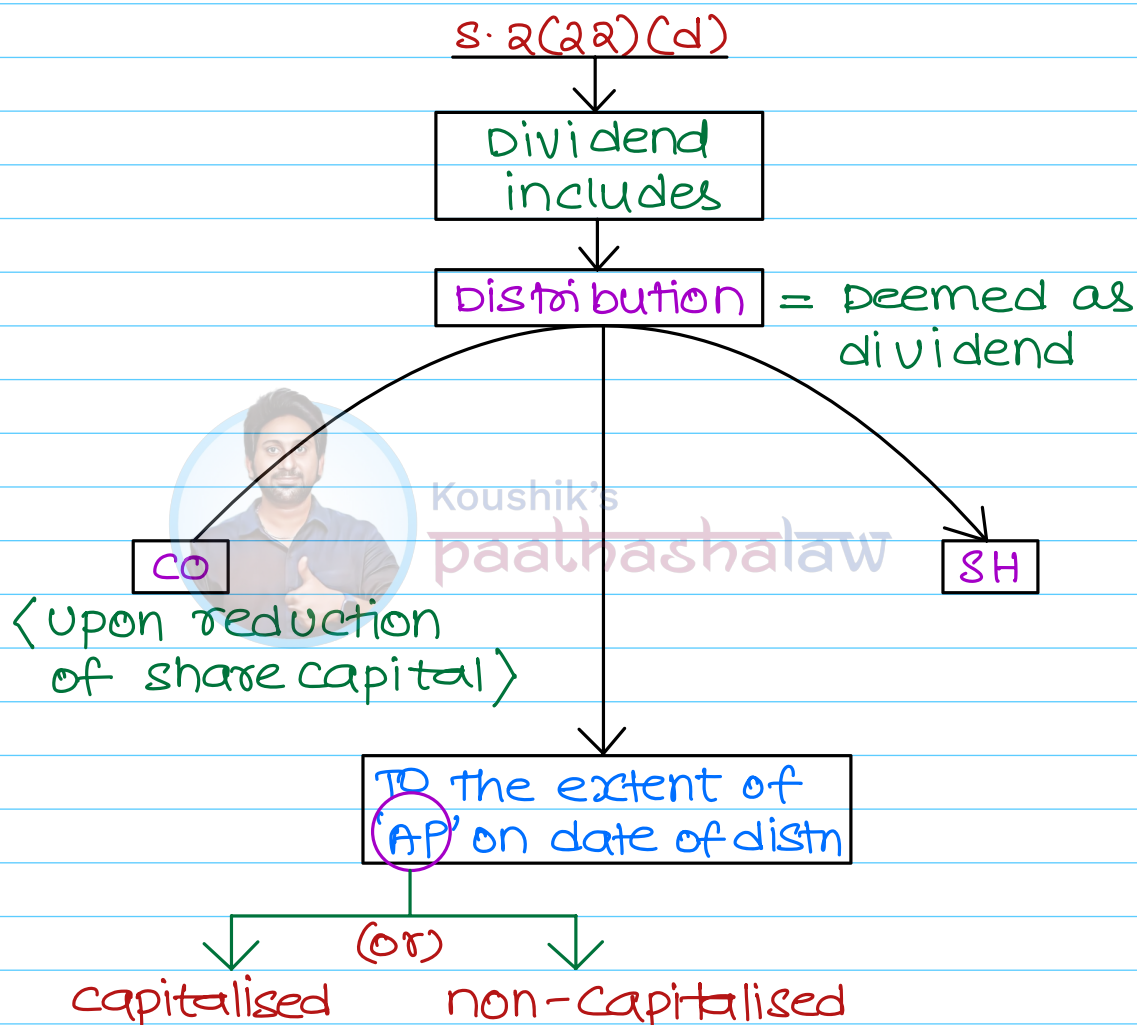 S. 2(22)(d)
Dividend
includes
Distribution = Deemed as
dividend
Koushik's
paathashalaw
CO
SH
<Upon reduction
of share capital>
To the extent of
'AP' on date of distn
(or)
capitalised non-capitalised